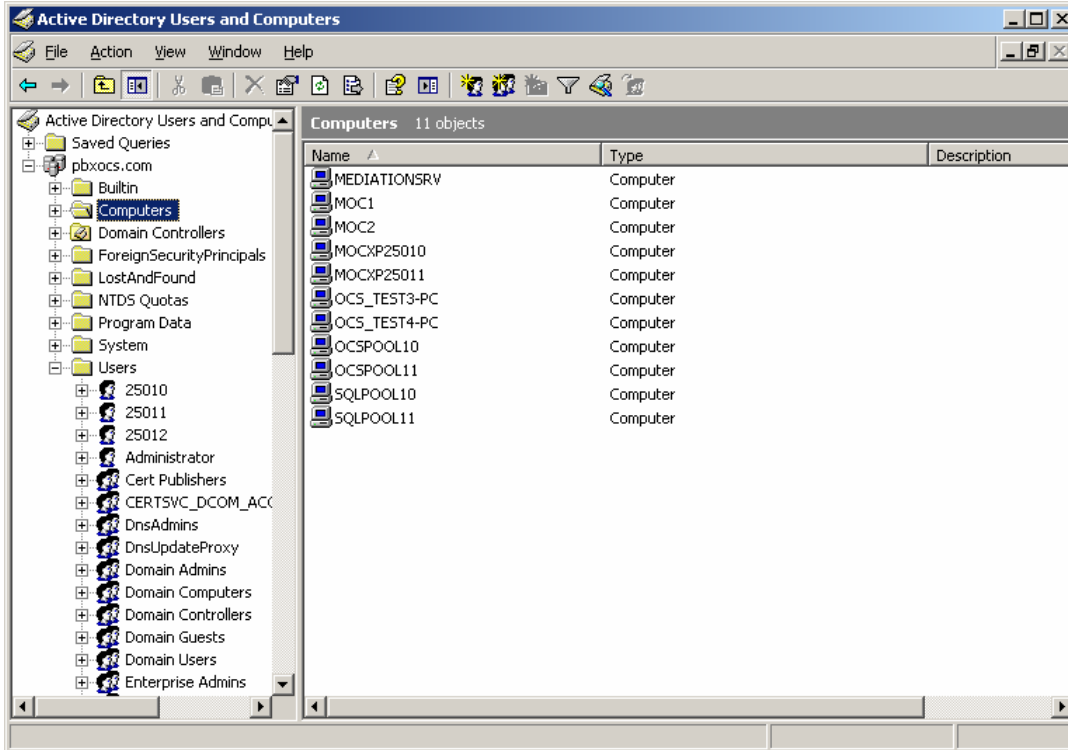 Active Directory Users and Computers
File Action View Window Help
Active Directory Users and Compu
Saved Queries
pbxocs.com
Builtin
Computers
Domain Controllers
ForeignSecurityPrincipals
LostAndFound
NTDS Quotas
Program Data
System
Users
25010
25011
25012
Administrator
Cert Publishers
CERTSVC_DCOM_ACC
DnsAdmins
DnsUpdateProxy
Domain Admins
Domain Computers
Domain Controllers
Domain Guests
Domain Users
Enterprise Admins
Computers 11 objects
Name Type Description
MEDIATIONSRV Computer
MOC1 Computer
MOC2 Computer
MOCXP25010 Computer
MOCXP25011 Computer
OCS_TEST3-PC Computer
OCS_TEST4-PC Computer
OCSPOOL10 Computer
OCSPOOL11 Computer
SQLPOOL10 Computer
SQLPOOL11 Computer